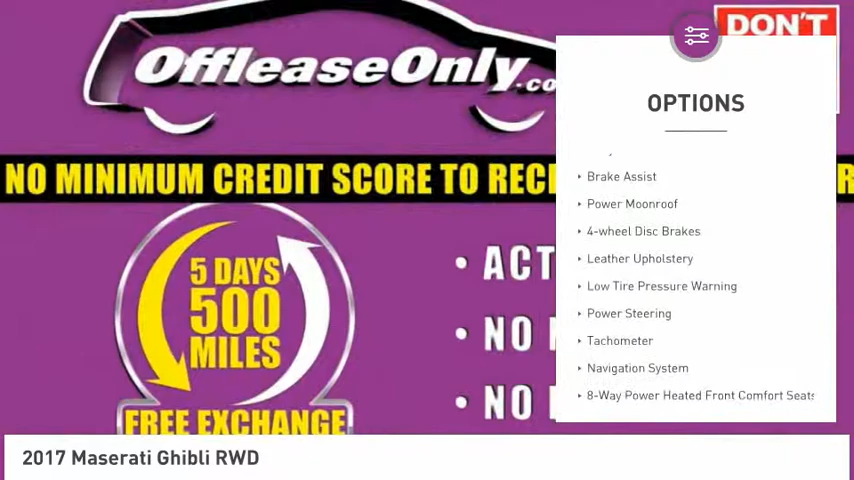 OffleaseOnly.co
DON'T
NO MINIMUM CREDIT SCORE TO RECE
R
5 DAYS
500
MILES
FREE EXCHANGE
• ACT
• NO
• NO
OPTIONS
Brake Assist
Power Moonroof
4-wheel Disc Brakes
Leather Upholstery
Low Tire Pressure Warning
Power Steering
Tachometer
Navigation System
8-Way Power Heated Front Comfort Seats
2017 Maserati Ghibli RWD